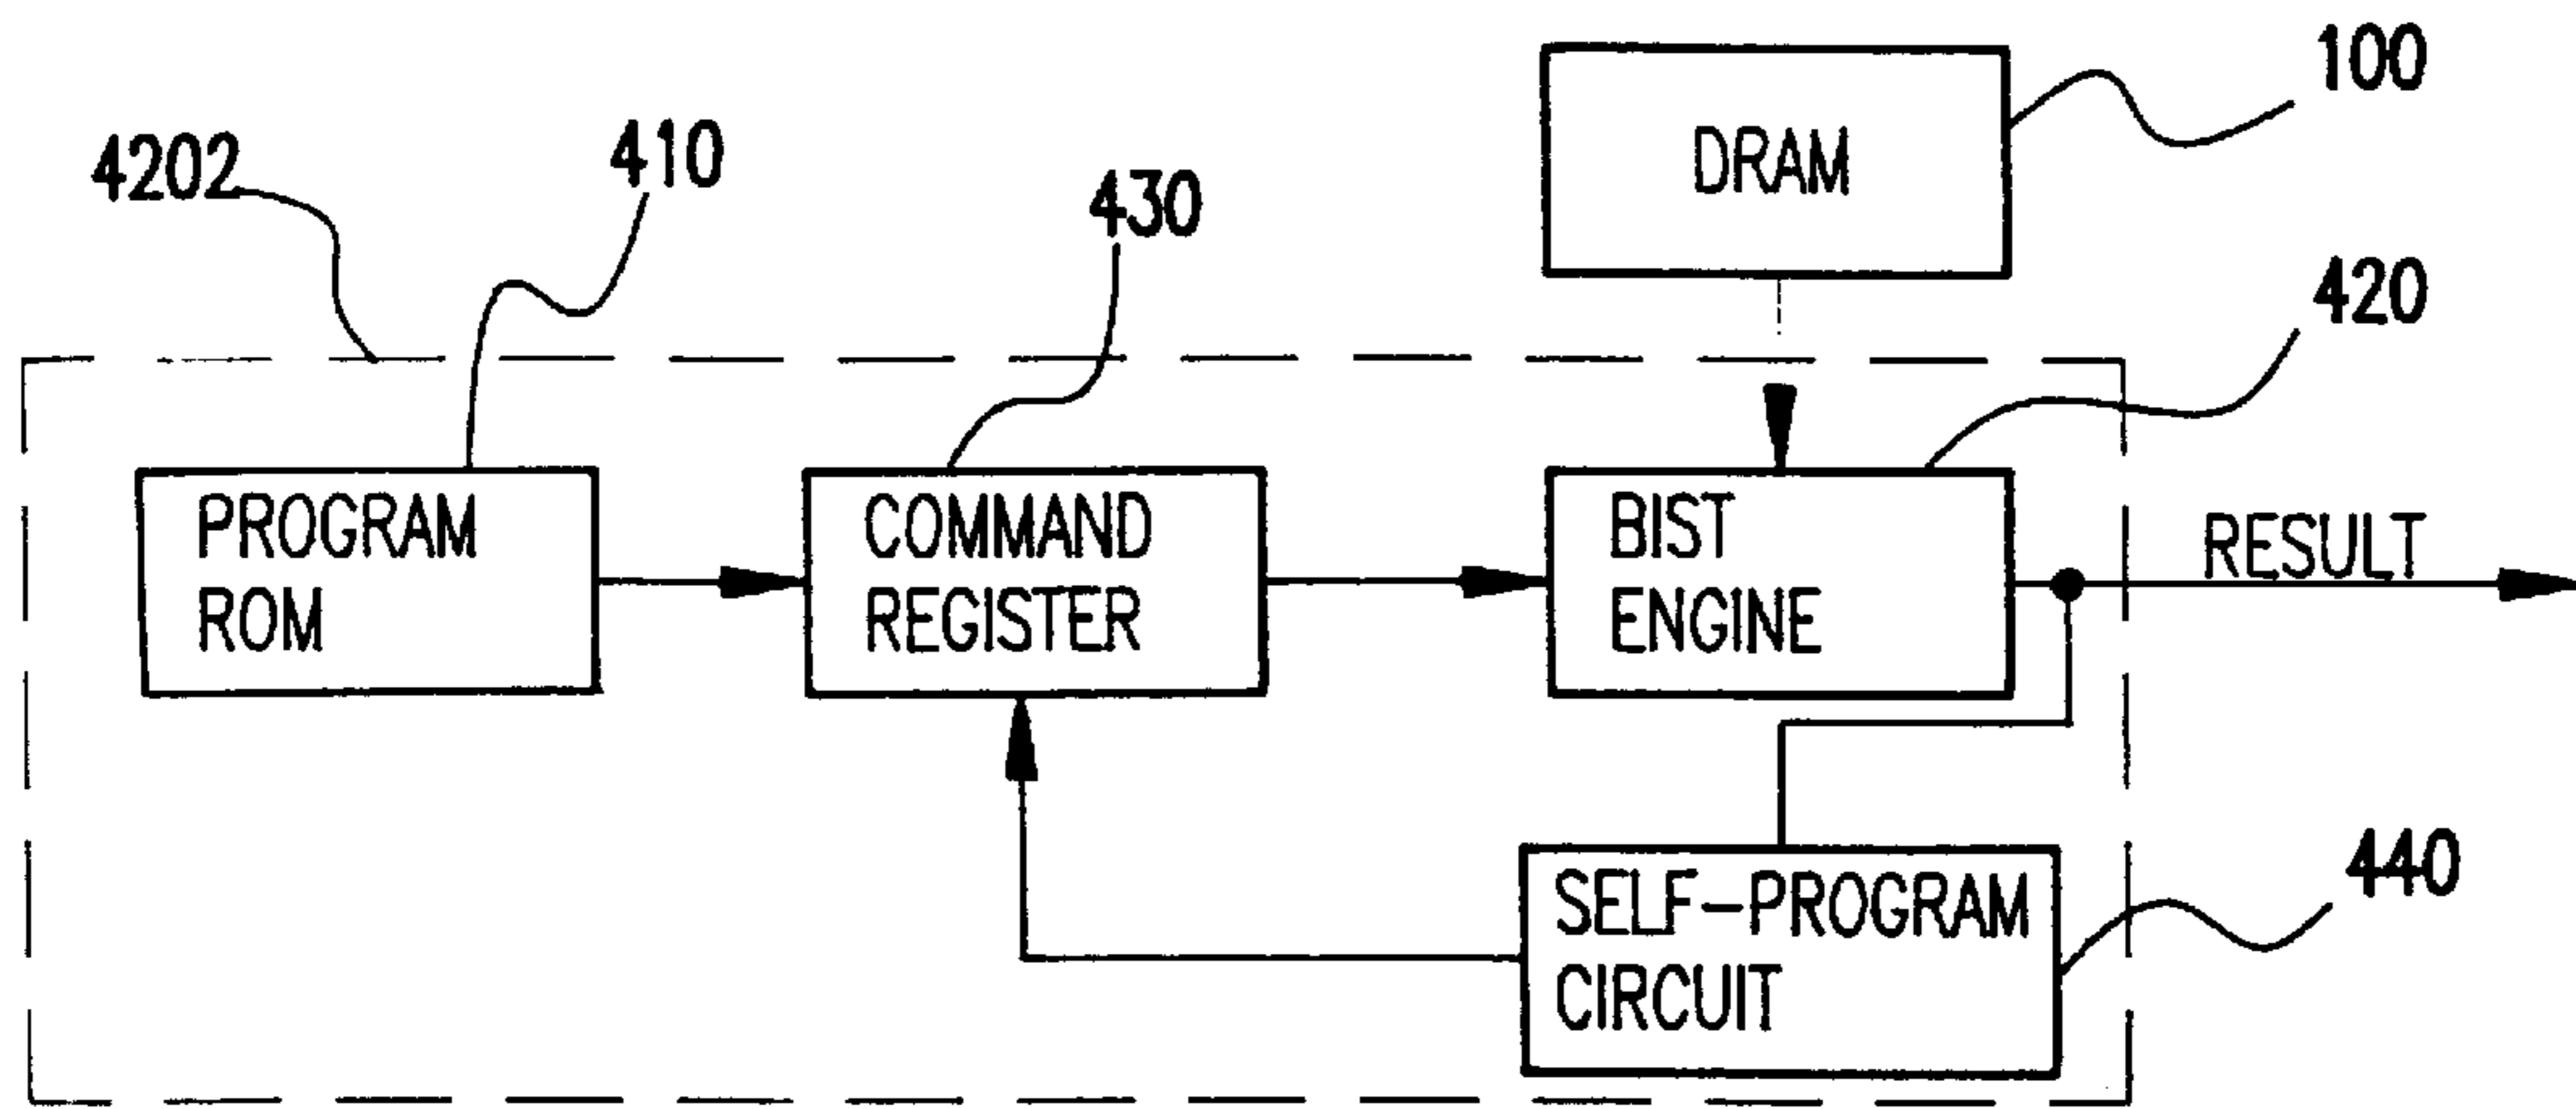 100
DRAM
4202
410
430
420
PROGRAM
ROM
COMMAND
REGISTER
BIST
ENGINE
RESULT
440
SELF-PROGRAM
CIRCUIT